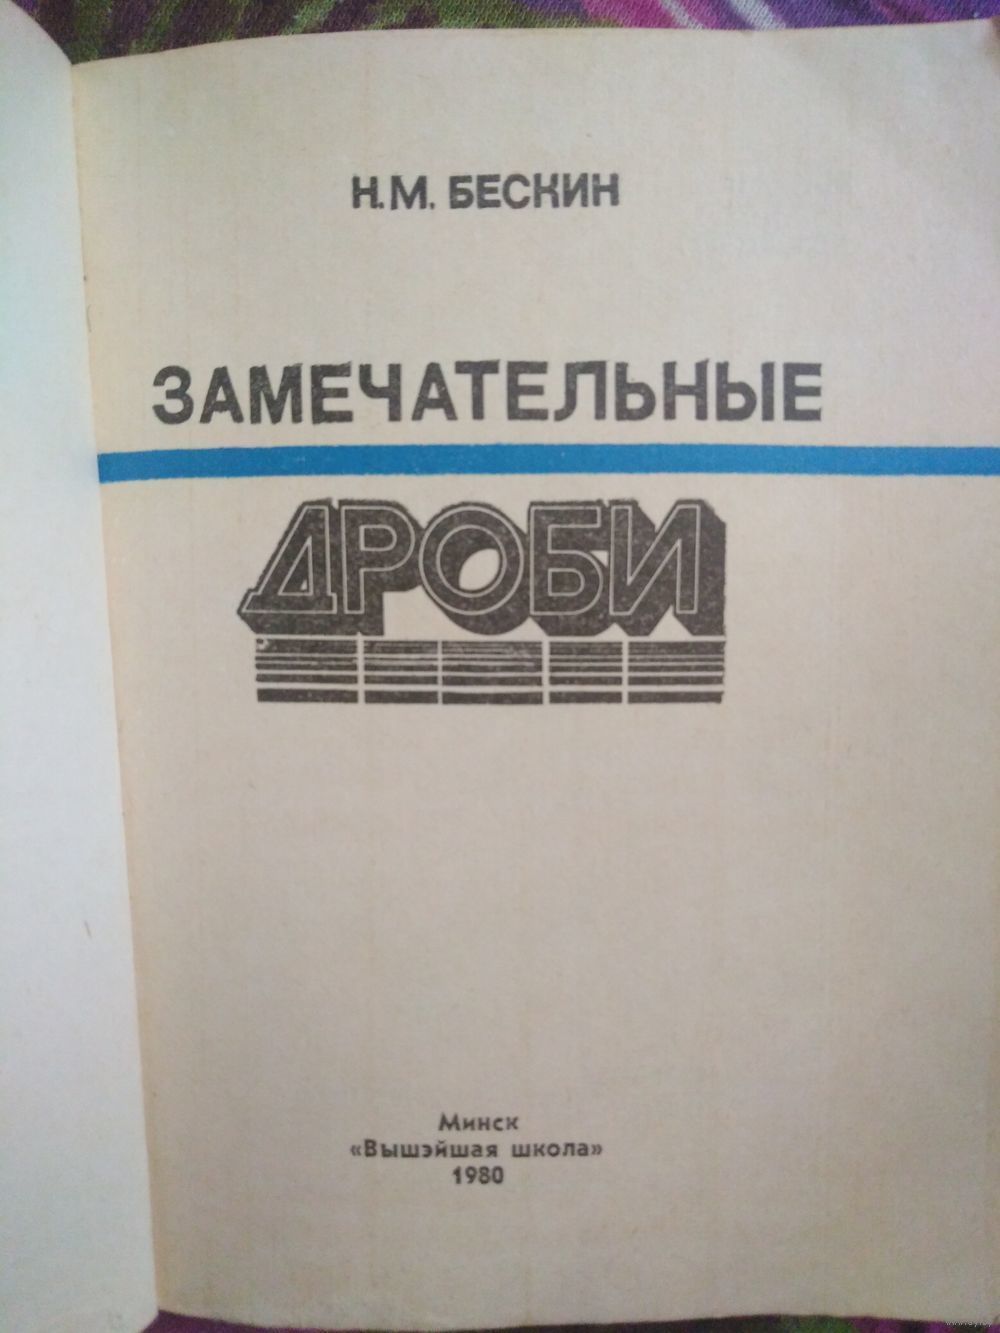 Н.М. БЕСКИН
ЗАМЕЧАТЕЛЬНЫЕ
ДРОБИ
Минск
«Вышэйшая школа»
1980